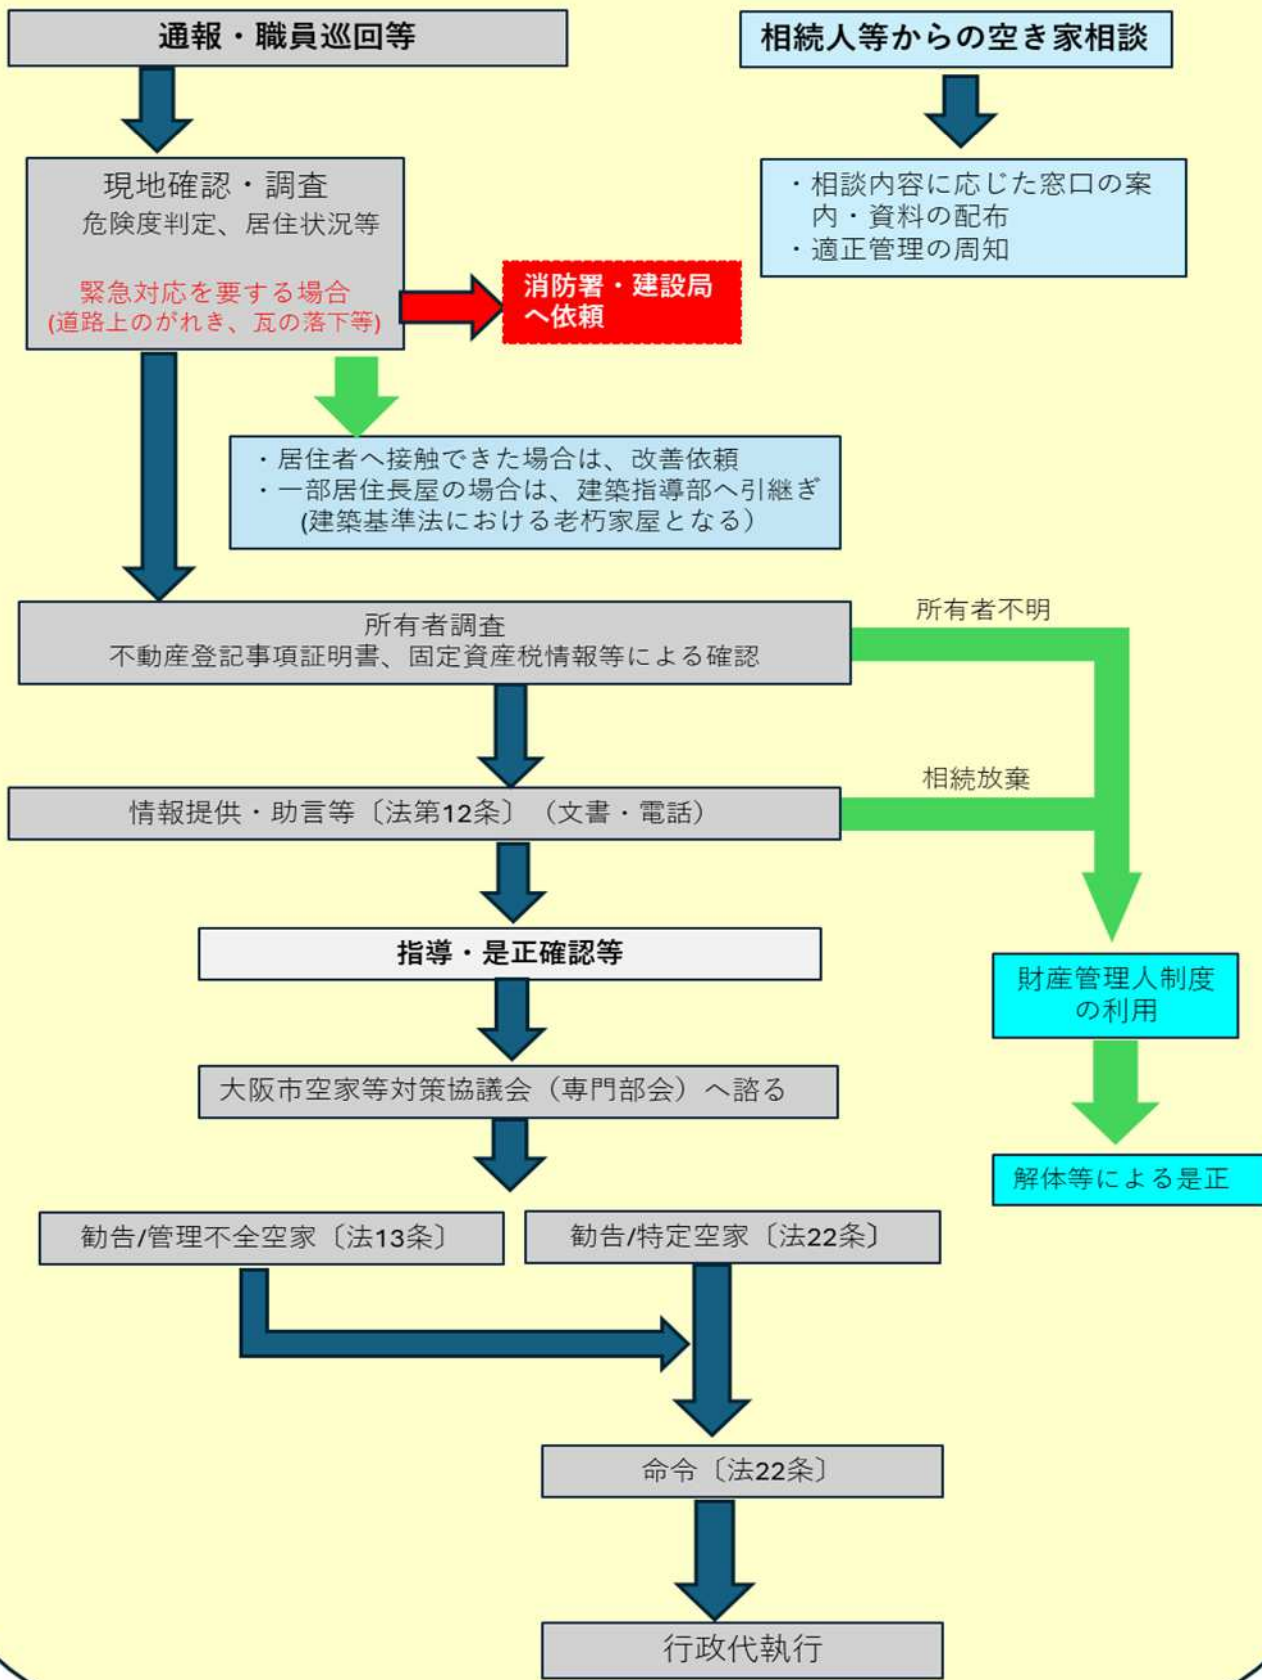 通報・職員巡回等
相続人等からの空き家相談
現地確認・調査
危険度判定、居住状況等
緊急対応を要する場合
(道路上のがれき、瓦の落下等)
消防署・建設局
へ依頼
・相談内容に応じた窓口の案
内・資料の配布
・適正管理の周知
・居住者へ接触できた場合は、改善依頼
・一部居住長屋の場合は、建築指導部へ引継ぎ
(建築基準法における老朽家屋となる）
所有者調査
不動産登記事項証明書、固定資産税情報等による確認
所有者不明
情報提供・助言等〔法第12条〕（文書・電話）
相続放棄
指導・是正確認等
財産管理人制度
の利用
大阪市空家等対策協議会（専門部会）へ諮る
解体等による是正
勧告/管理不全空家〔法13条〕
勧告/特定空家〔法22条〕
命令〔法22条〕
行政代執行